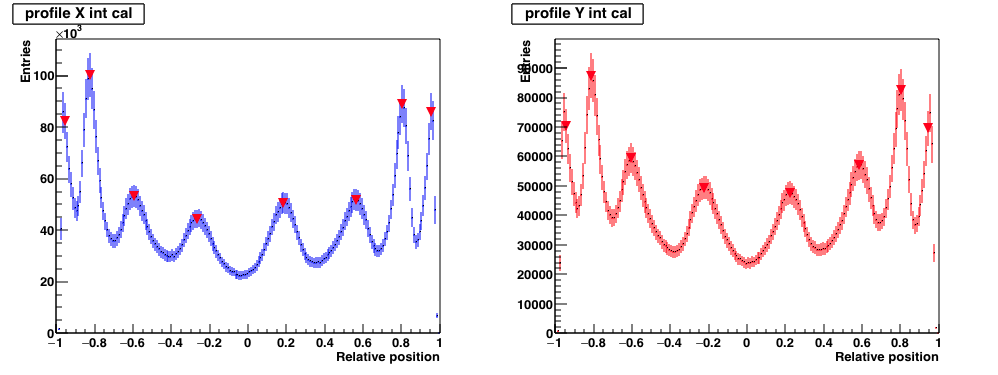 profile X int cal
×10³
Entries
100
80
60
40
20
0
−1 −0.8 −0.6 −0.4 −0.2 0 0.2 0.4 0.6 0.8 1
Relative position
profile Y int cal
Entries
90000
80000
70000
60000
50000
40000
30000
20000
10000
0
−1 −0.8 −0.6 −0.4 −0.2 0 0.2 0.4 0.6 0.8 1
Relative position